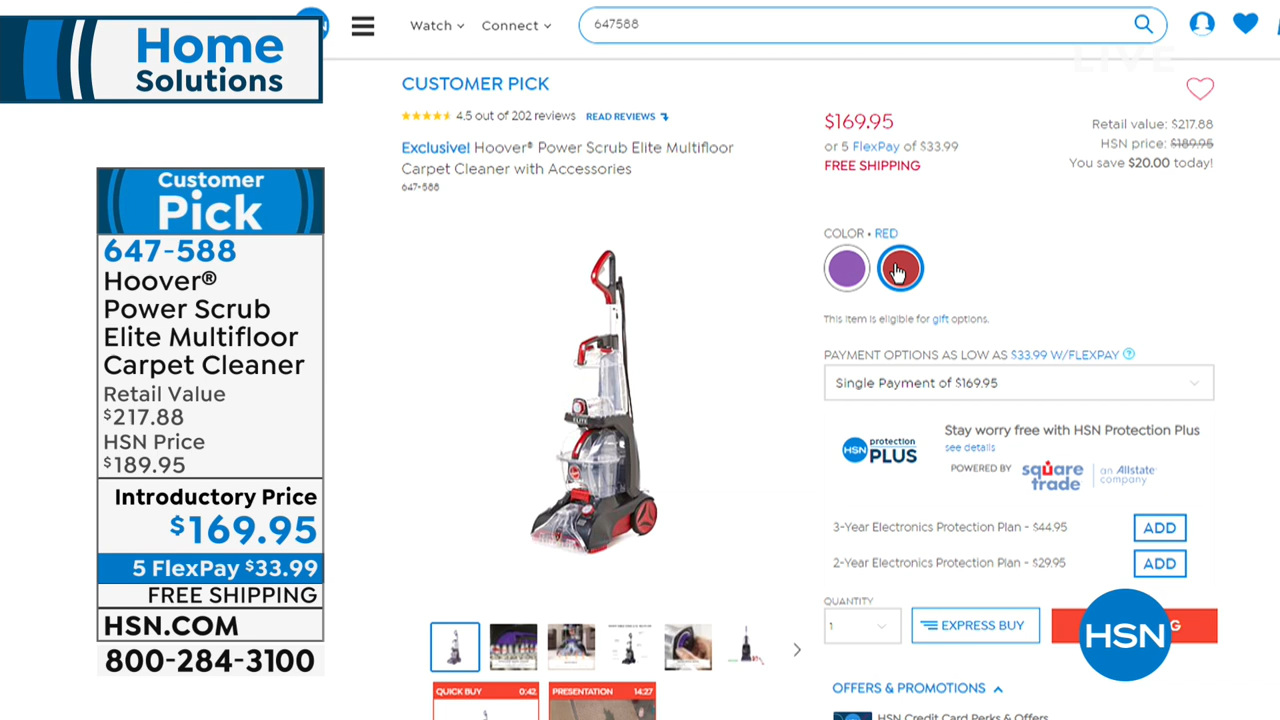 Home
Solutions
Customer
Pick
647-588
Hoover®
Power Scrub
Elite Multifloor
Carpet Cleaner
Retail Value
$217.88
HSN Price
$189.95
Introductory Price
$169.95
5 FlexPay $33.99
FREE SHIPPING
HSN.COM
800-284-3100
Watch
Connect
647588
LIVE
CUSTOMER PICK
4.5 out of 202 reviews READ REVIEWS
Exclusive! Hoover® Power Scrub Elite Multifloor
Carpet Cleaner with Accessories
647-588
$169.95
or 5 FlexPay of $33.99
FREE SHIPPING
Retail value: $217.88
HSN price: $189.95
You save $20.00 today!
COLOR • RED
This item is eligible for gift options.
PAYMENT OPTIONS AS LOW AS $33.99 W/FLEXPAY ?
Single Payment of $169.95
HSN protection PLUS
Stay worry free with HSN Protection Plus
see details
POWERED BY square trade | an Allstate company
3-Year Electronics Protection Plan - $44.95 ADD
2-Year Electronics Protection Plan - $29.95 ADD
QUANTITY
1
EXPRESS BUY
HSN
G
ELITE
QUICK BUY 0:42
PRESENTATION 14:27
OFFERS & PROMOTIONS
HSN Credit Card Perks & Offers